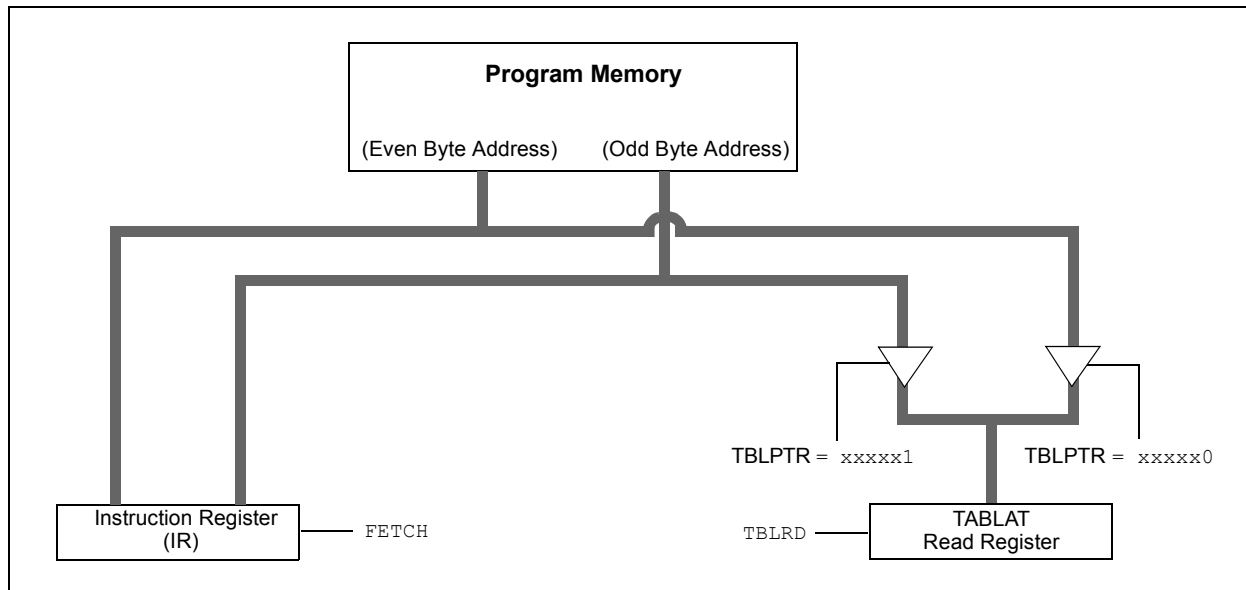 Program Memory
(Even Byte Address) (Odd Byte Address)
TBLPTR = xxxxx1
TBLPTR = xxxxx0
Instruction Register
(IR)
FETCH
TBLRD
TABLAT
Read Register